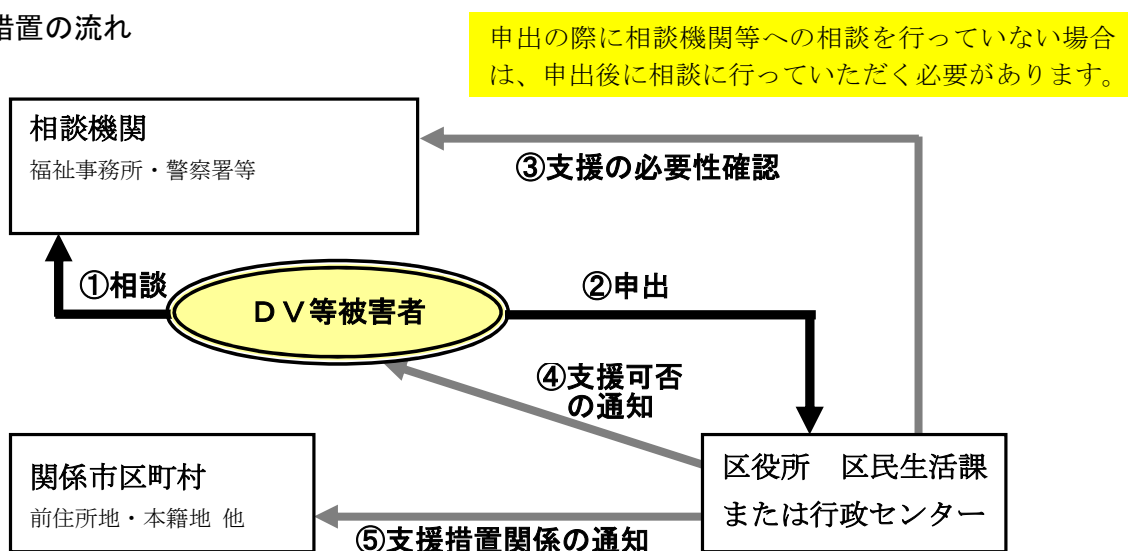 措置の流れ
申出の際に相談機関等への相談を行っていない場合
は、申出後に相談に行っていただく必要があります。
相談機関
福祉事務所・警察署等
③支援の必要性確認
①相談
DV等被害者
②申出
④支援可否
の通知
関係市区町村
前住所地・本籍地 他
区役所 区民生活課
または行政センター
⑤支援措置関係の通知